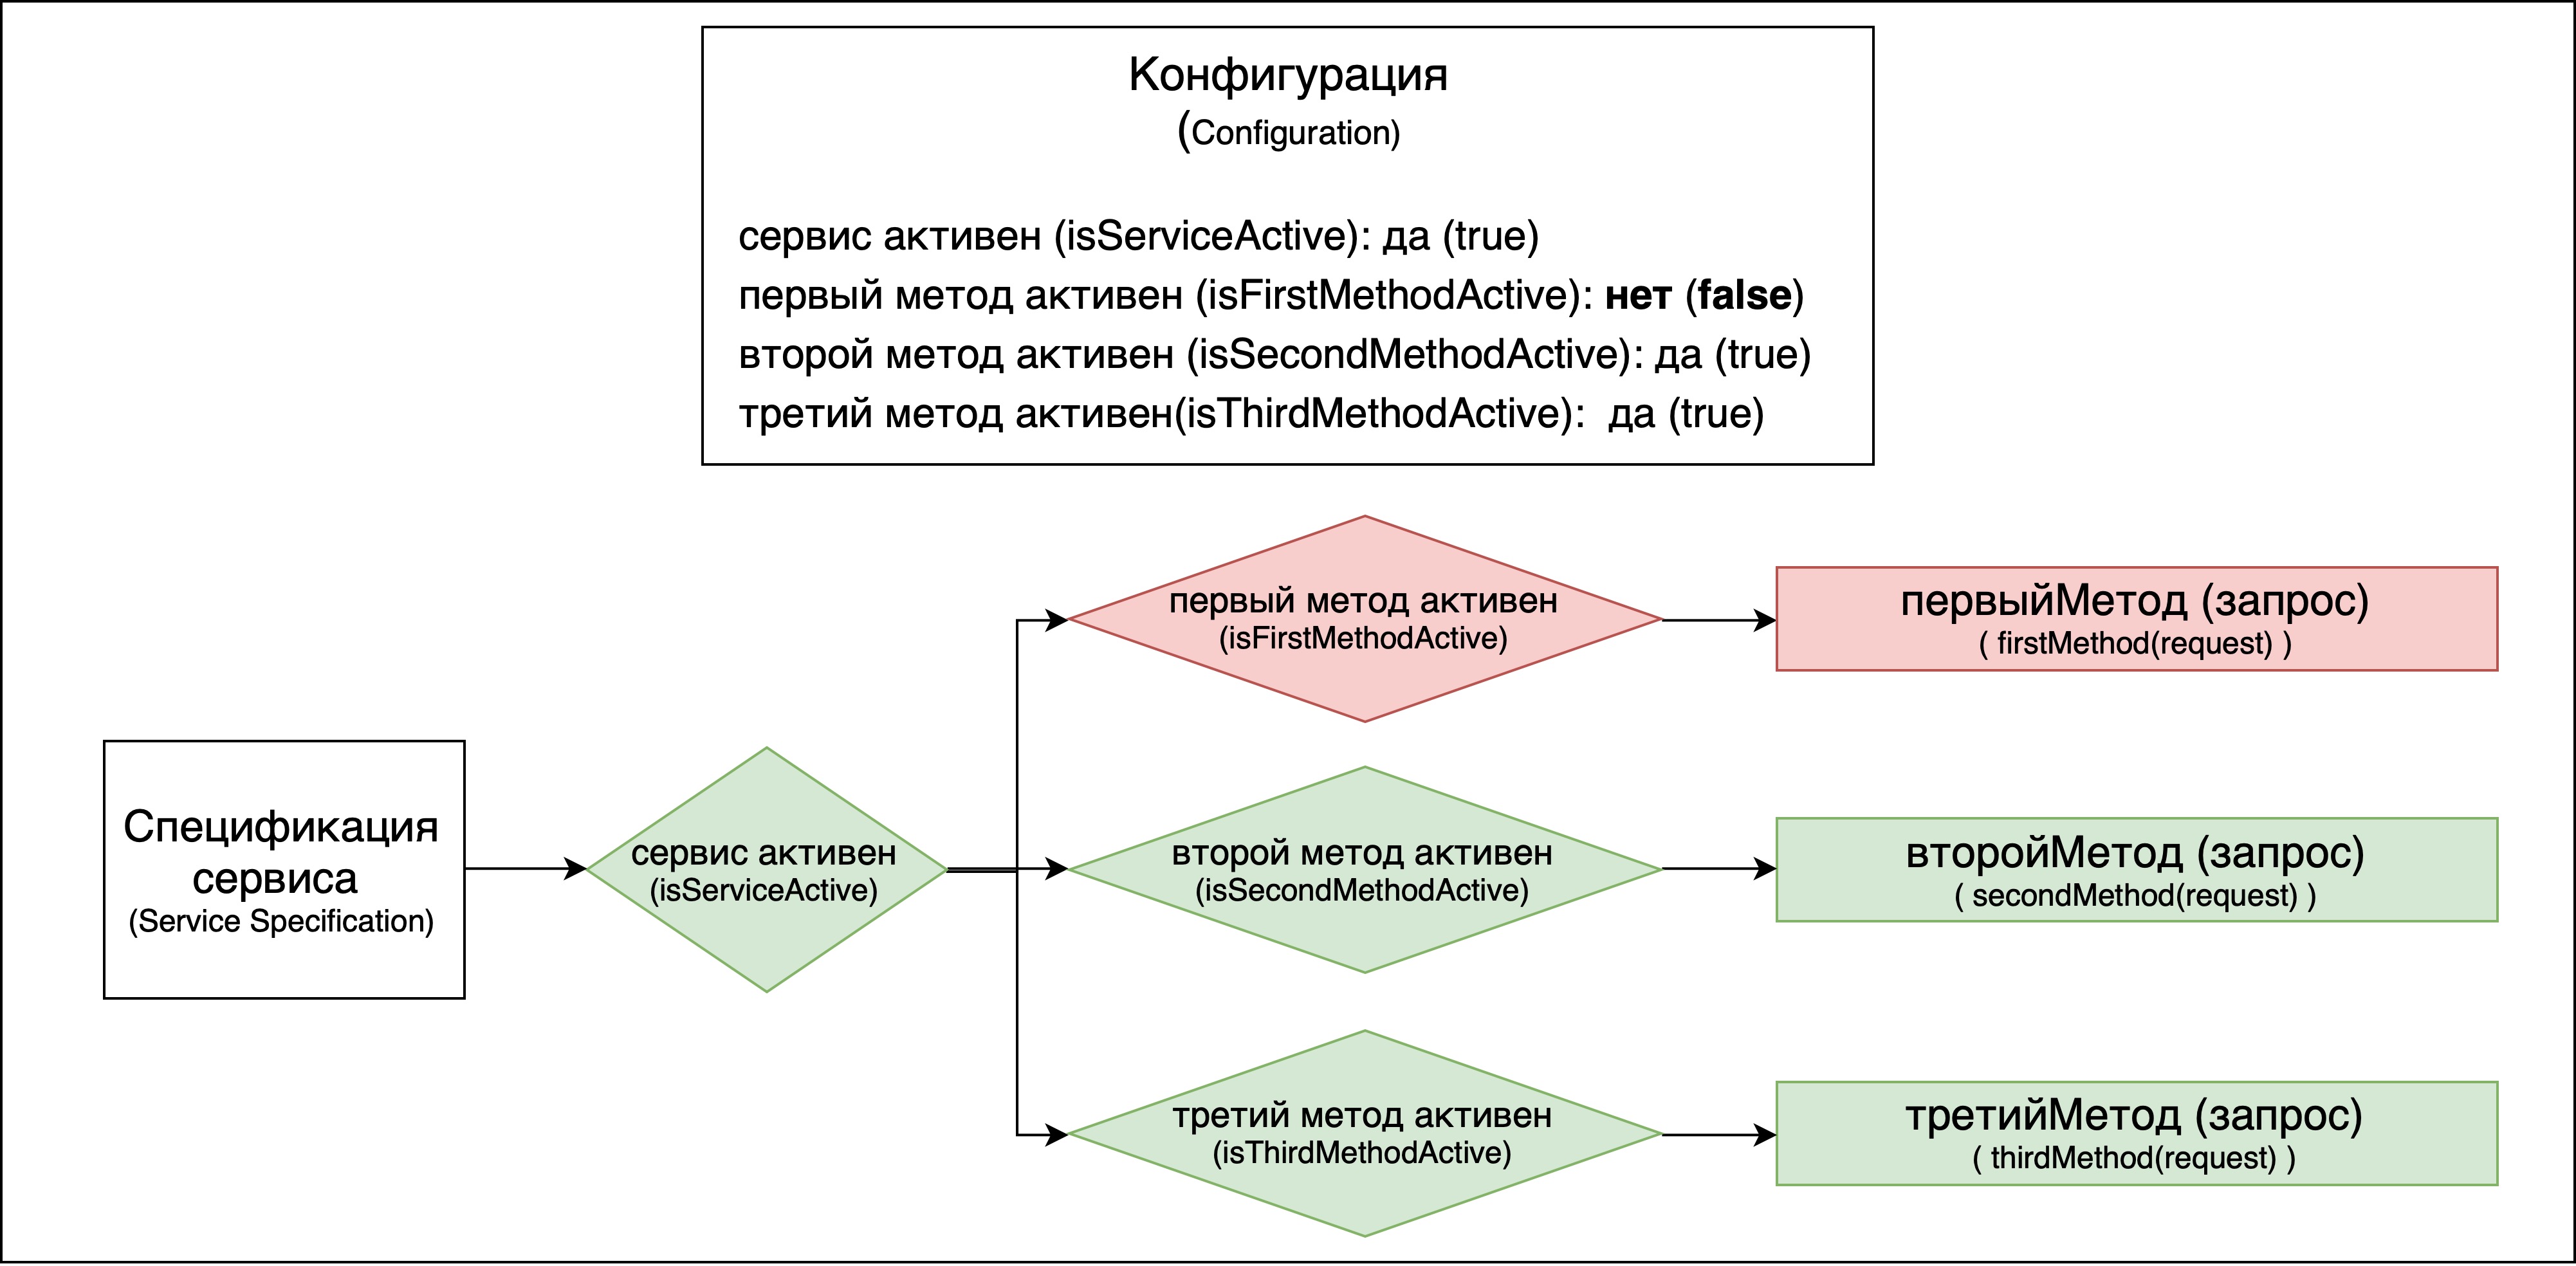 Конфигурация
(Configuration)
сервис активен (isServiceActive): да (true)
первый метод активен (isFirstMethodActive): нет (false)
второй метод активен (isSecondMethodActive): да (true)
третий метод активен(isThirdMethodActive):  да (true)
первый метод активен
(isFirstMethodActive)
первыйМетод (запрос)
( firstMethod(request) )
Спецификация
сервиса
(Service Specification)
сервис активен
(isServiceActive)
второй метод активен
(isSecondMethodActive)
второйМетод (запрос)
( secondMethod(request) )
третий метод активен
(isThirdMethodActive)
третийМетод (запрос)
( thirdMethod(request) )